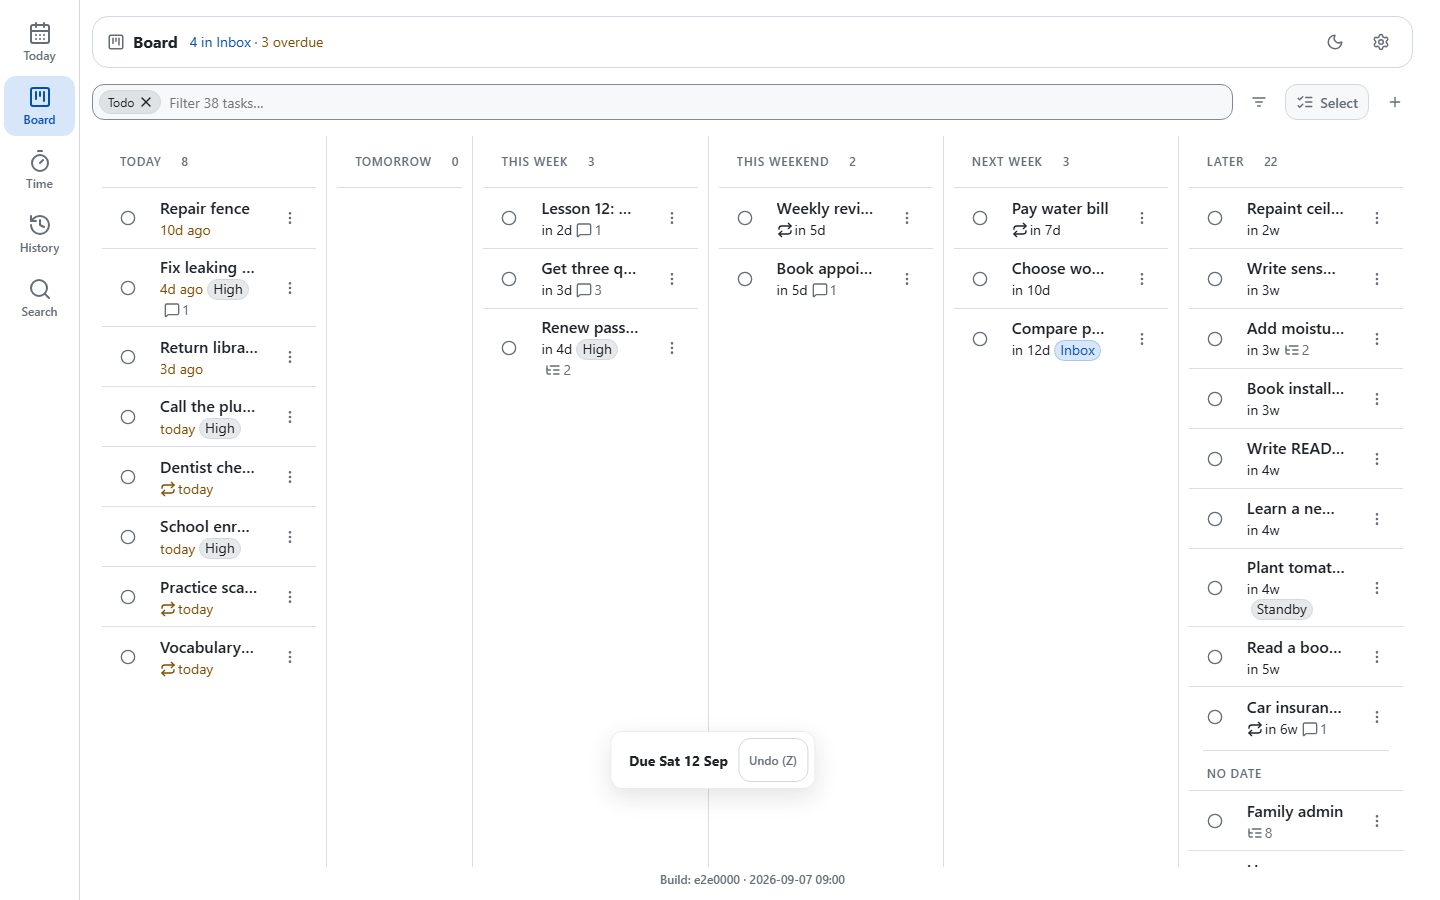 Today
Board
Time
History
Search
Board 4 in Inbox · 3 overdue
Todo Filter 38 tasks...
Select
TODAY 8
Repair fence
10d ago
Fix leaking ...
4d ago High
1
Return libra...
3d ago
Call the plu...
today High
Dentist che...
today
School enr...
today High
Practice sca...
today
Vocabulary...
today
TOMORROW 0
THIS WEEK 3
Lesson 12: ...
in 2d 1
Get three q...
in 3d 3
Renew pass...
in 4d High
2
THIS WEEKEND 2
Weekly revi...
in 5d
Book appoi...
in 5d 1
NEXT WEEK 3
Pay water bill
in 7d
Choose wo...
in 10d
Compare p...
in 12d Inbox
LATER 22
Repaint ceil...
in 2w
Write sens...
in 3w
Add moistu...
in 3w 2
Book install...
in 3w
Write READ...
in 4w
Learn a ne...
in 4w
Plant tomat...
in 4w
Standby
Read a boo...
in 5w
Car insuran...
in 6w 1
NO DATE
Family admin
8
Due Sat 12 Sep Undo (Z)
Build: e2e0000 · 2026-09-07 09:00